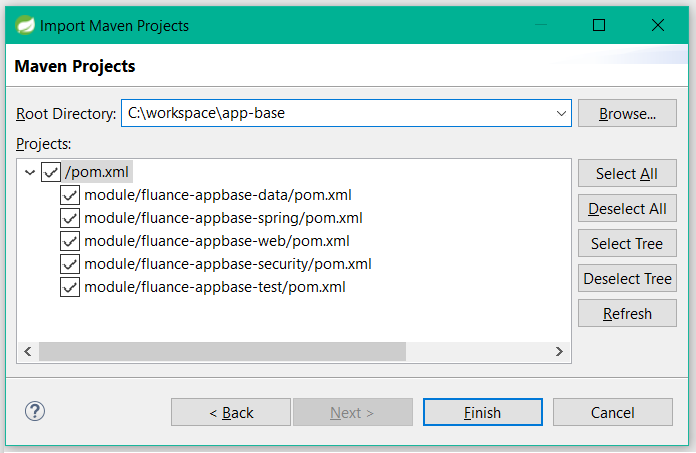 Import Maven Projects
Maven Projects
Root Directory: C:\workspace\app-base Browse...
Projects:
/pom.xml
module/fluance-appbase-data/pom.xml
module/fluance-appbase-spring/pom.xml
module/fluance-appbase-web/pom.xml
module/fluance-appbase-security/pom.xml
module/fluance-appbase-test/pom.xml
Select All
Deselect All
Select Tree
Deselect Tree
Refresh
? < Back Next > Finish Cancel